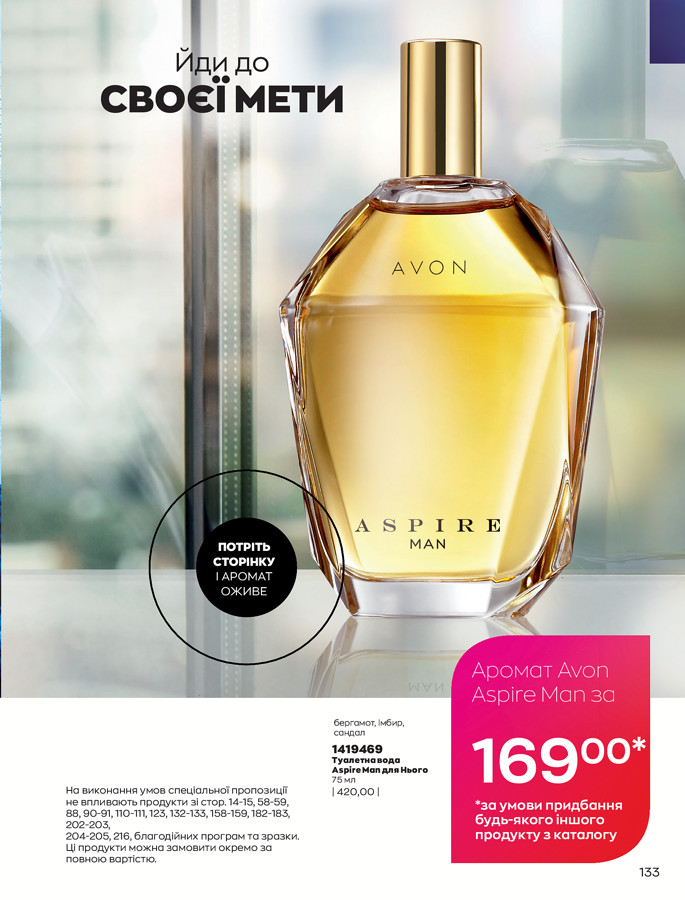 Йди до
СВОЄЇ МЕТИ
AVON
ASPIRE
MAN
ПОТРІТЬ
СТОРІНКУ
І АРОМАТ
ОЖИВЕ
MAN
Аромат Avon
Aspire Man за
169⁰⁰*
*за умови придбання
будь-якого іншого
продукту з каталогу
бергамот, імбир,
сандал
1419469
Туалетна вода
Aspire Man для Нього
75 мл
| 420,00 |
На виконання умов спеціальної пропозиції
не впливають продукти зі стор. 14-15, 58-59,
88, 90-91, 110-111, 123, 132-133, 158-159, 182-183,
202-203,
204-205, 216, благодійних програм та зразки.
Ці продукти можна замовити окремо за
повною вартістю.
133